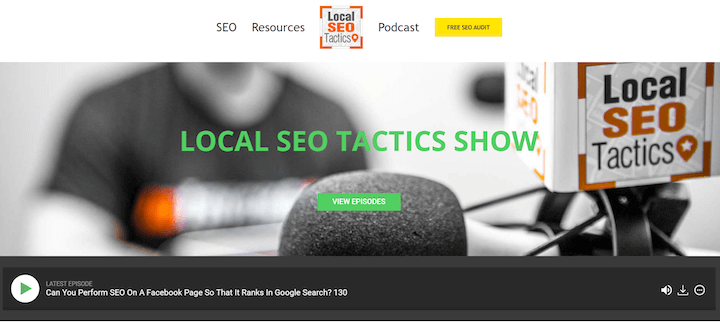 SEO Resources
Local
SEO
Tactics
Podcast
FREE SEO AUDIT
LOCAL SEO TACTICS SHOW
Local
SEO
Tactics
VIEW EPISODES
LATEST EPISODE
Can You Perform SEO On A Facebook Page So That It Ranks In Google Search? 130